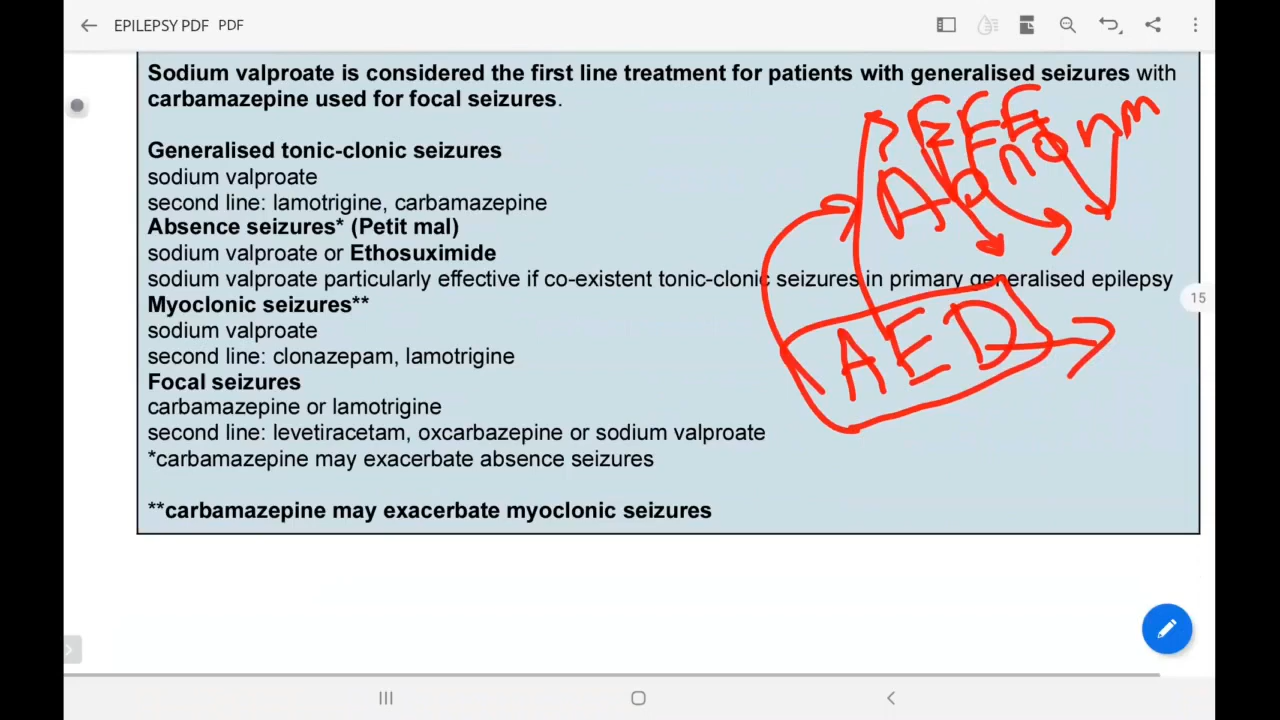 EPILEPSY PDF PDF
Sodium valproate is considered the first line treatment for patients with generalised seizures with
carbamazepine used for focal seizures.
Generalised tonic-clonic seizures
sodium valproate
second line: lamotrigine, carbamazepine
Absence seizures* (Petit mal)
sodium valproate or Ethosuximide
sodium valproate particularly effective if co-existent tonic-clonic seizures in primary generalised epilepsy
Myoclonic seizures**
15
sodium valproate
second line: clonazepam, lamotrigine
AED
Focal seizures
carbamazepine or lamotrigine
second line: levetiracetam, oxcarbazepine or sodium valproate
*carbamazepine may exacerbate absence seizures
**carbamazepine may exacerbate myoclonic seizures